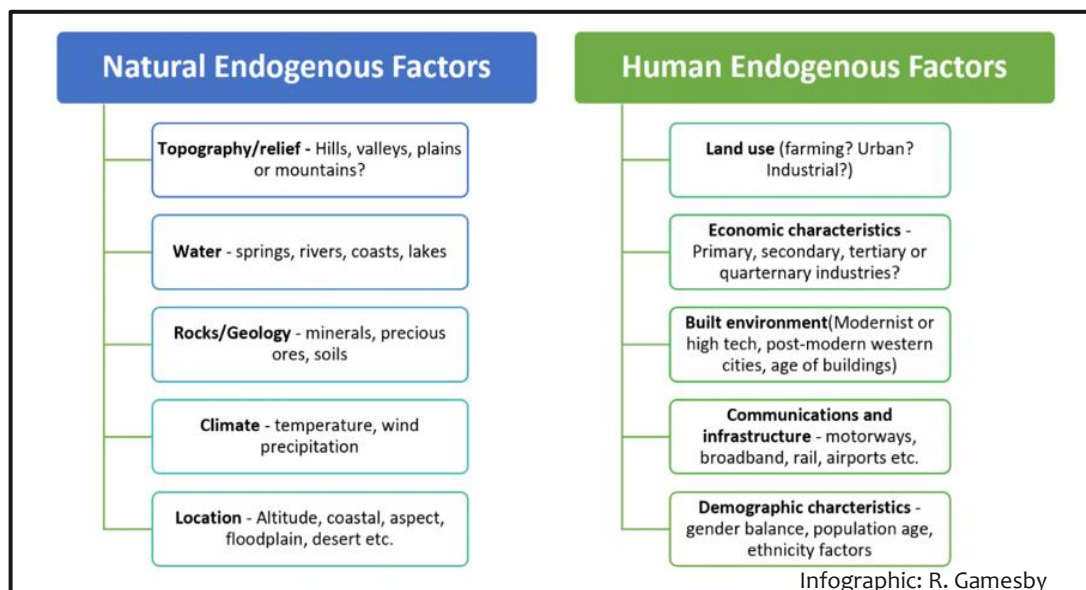 Natural Endogenous Factors
Topography/relief - Hills, valleys, plains
or mountains?
Water - springs, rivers, coasts, lakes
Rocks/Geology - minerals, precious
ores, soils
Climate - temperature, wind
precipitation
Location - Altitude, coastal, aspect,
floodplain, desert etc.
Human Endogenous Factors
Land use (farming? Urban?
Industrial?)
Economic characteristics -
Primary, secondary, tertiary or
quarternary industries?
Built environment(Modernist or
high tech, post-modern western
cities, age of buildings)
Communications and
infrastructure - motorways,
broadband, rail, airports etc.
Demographic charcteristics -
gender balance, population age,
ethnicity factors
Infographic: R. Gamesby